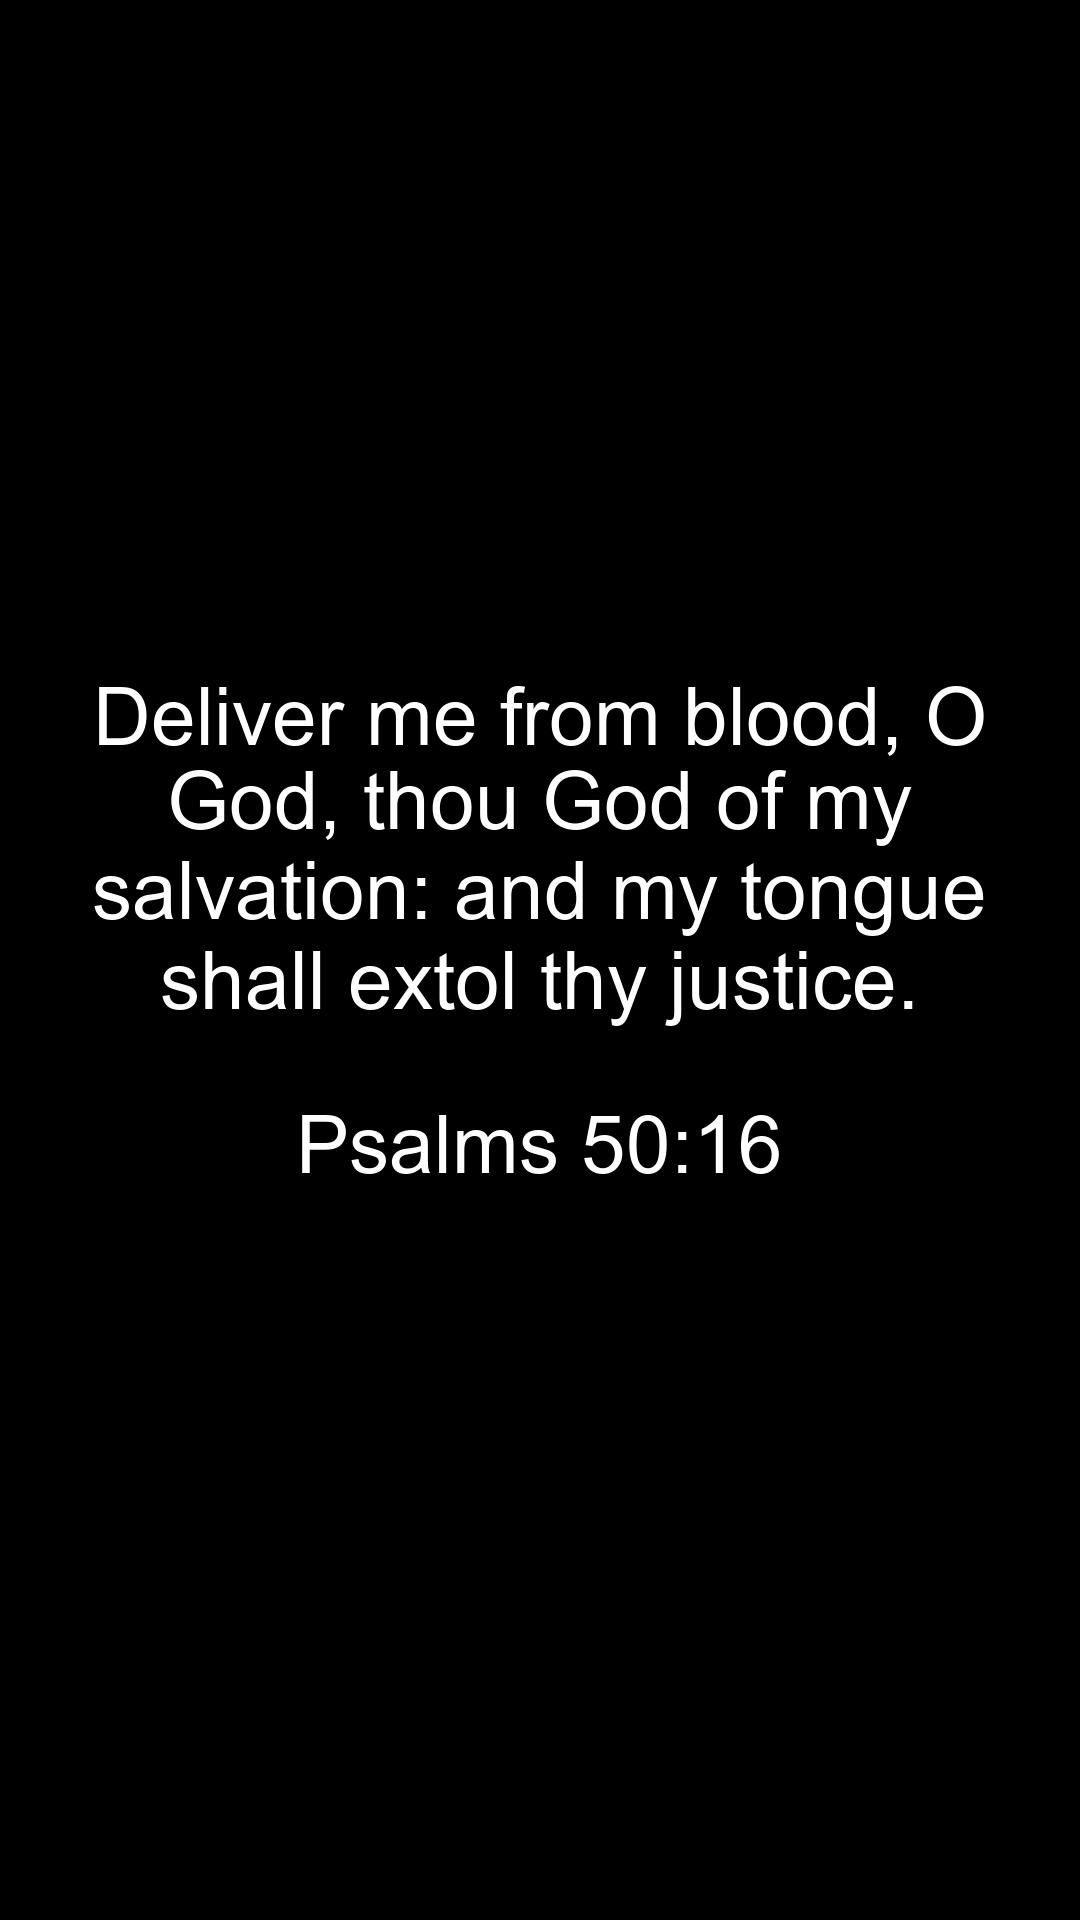 Deliver me from blood, O
God, thou God of my
salvation: and my tongue
shall extol thy justice.
Psalms 50:16